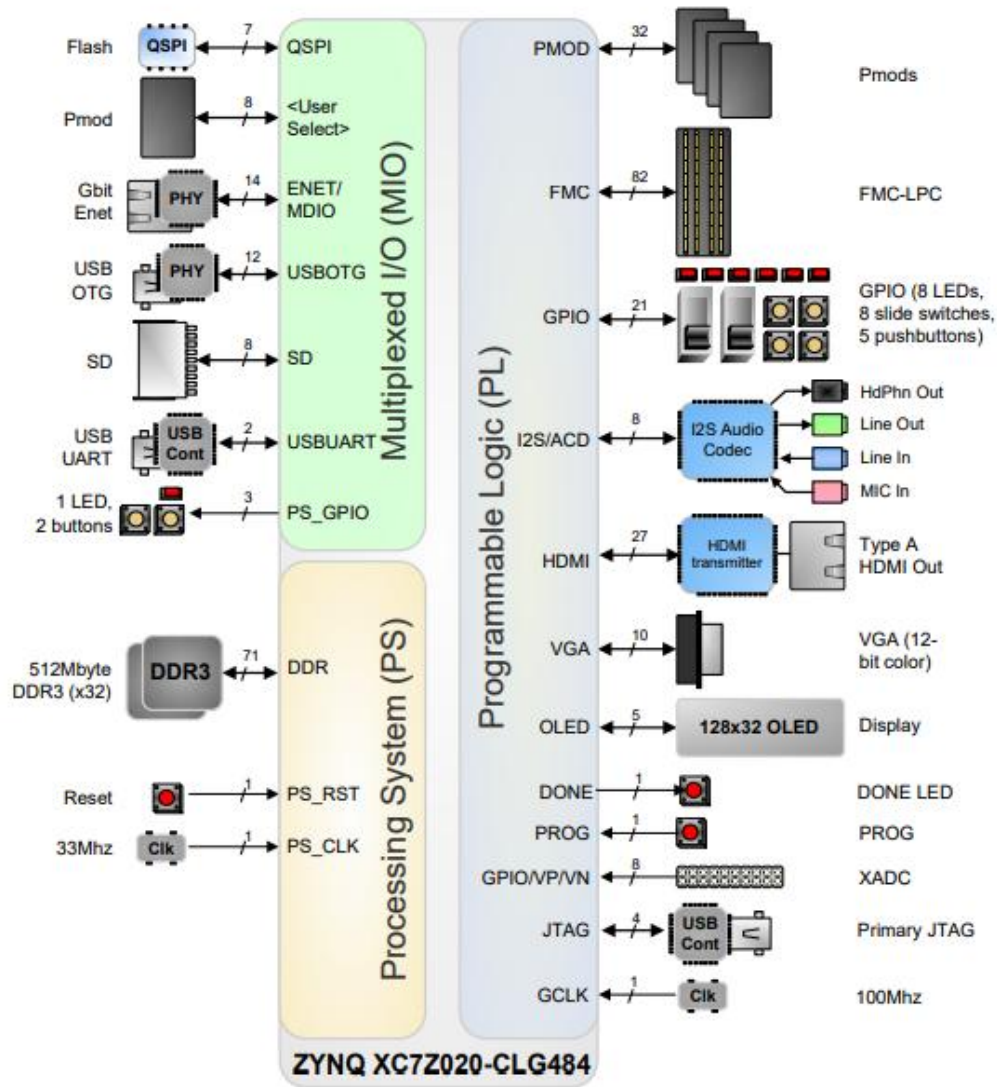 Flash
QSPI
7
QSPI
Pmod
8
<User
Select>
Gbit
Enet
PHY
14
ENET/
MDIO
USB
OTG
PHY
12
USBOTG
SD
8
SD
USB
UART
USB
Cont
2
USBUART
1 LED,
2 buttons
3
PS_GPIO
Multiplexed I/O (MIO)
512Mbyte
DDR3 (x32)
DDR3
71
DDR
Reset
1
PS_RST
33Mhz
Clk
1
PS_CLK
Processing System (PS)
Programmable Logic (PL)
PMOD
32
Pmods
FMC
82
FMC-LPC
GPIO
21
GPIO (8 LEDs,
8 slide switches,
5 pushbuttons)
I2S/ACD
8
I2S Audio
Codec
HdPhn Out
Line Out
Line In
MIC In
HDMI
27
HDMI
transmitter
Type A
HDMI Out
VGA
10
VGA (12-
bit color)
OLED
5
128x32 OLED
Display
DONE
1
DONE LED
PROG
1
PROG
GPIO/VP/VN
8
XADC
JTAG
4
USB
Cont
Primary JTAG
GCLK
1
Clk
100Mhz
ZYNQ XC7Z020-CLG484